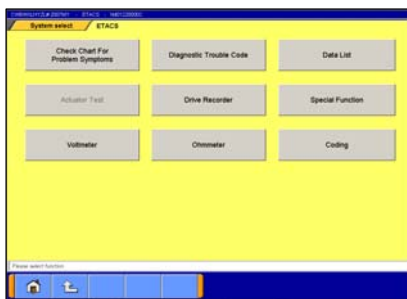 System select
ETACS
Check Chart For
Problem Symptoms
Diagnostic Trouble Code
Data List
Actuator Test
Drive Recorder
Special Function
Voltmeter
Ohmmeter
Coding
Please select function